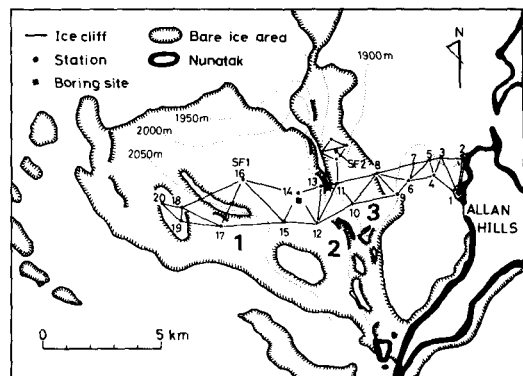 Ice cliff
Bare ice area
Station
Nunatak
Boring site
N
1900m
1950m
2000m
2050m
SF1
16
14
13
11
SF2
8
7
5
3
2
6
4
1
9
20
18
19
17
15
12
10
1
2
3
ALLAN
HILLS
0
5 km